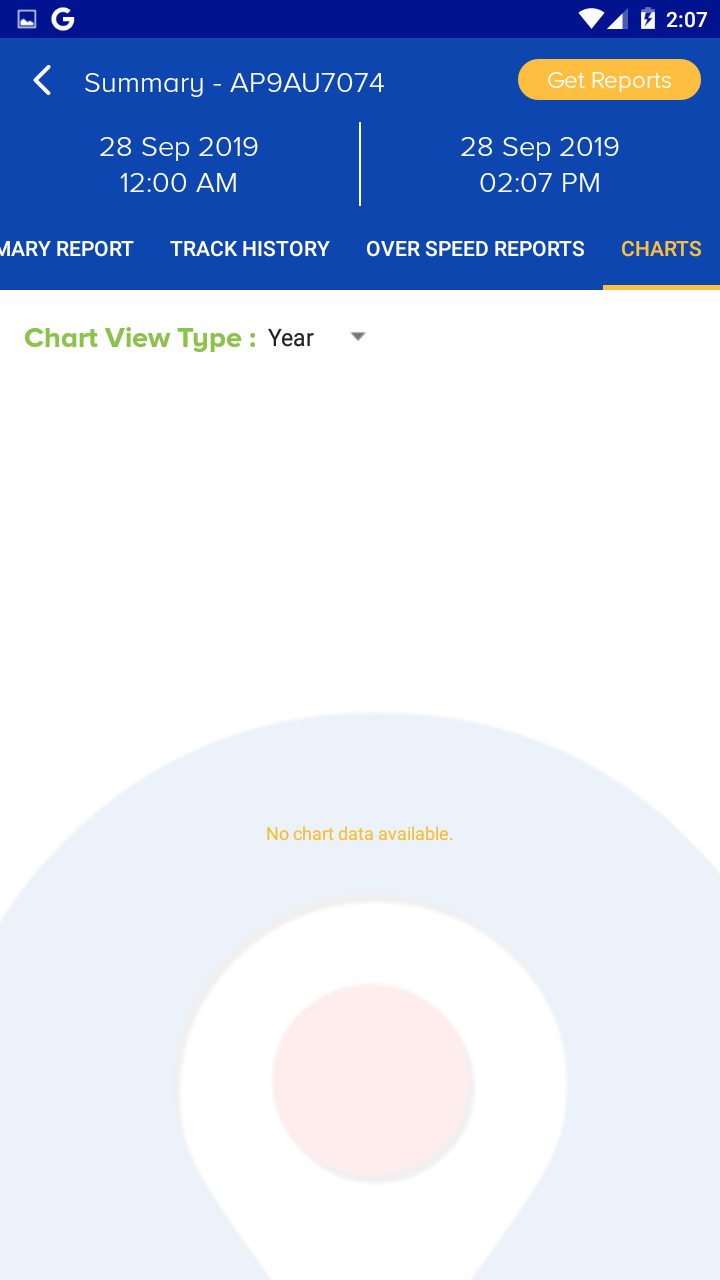 2:07
Summary - AP9AU7074
Get Reports
28 Sep 2019
12:00 AM
28 Sep 2019
02:07 PM
MARY REPORT
TRACK HISTORY
OVER SPEED REPORTS
CHARTS
Chart View Type : Year
No chart data available.